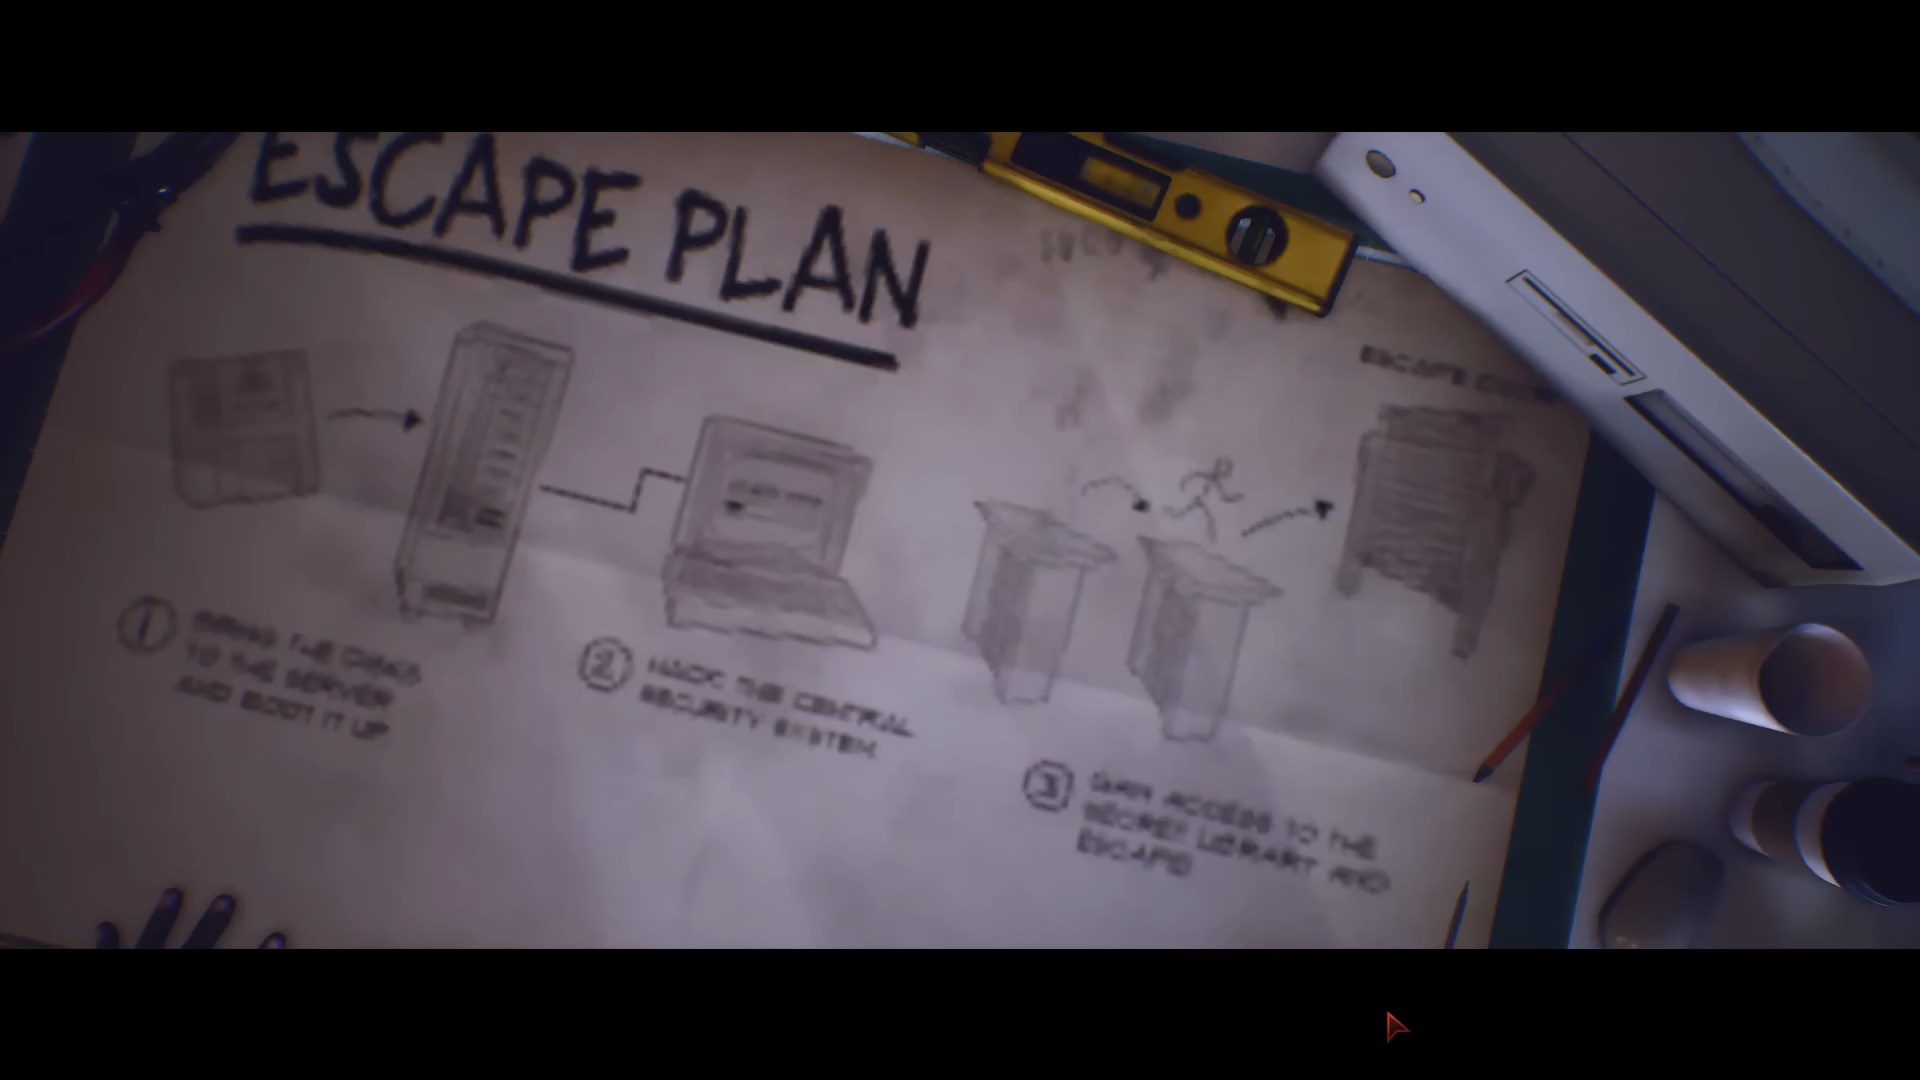 ESCAPE PLAN
ESCAPE
1 BRING THE DISKS
TO THE SERVER
AND BOOT IT UP
2 HACK THE CENTRAL
SECURITY SYSTEM
3 GAIN ACCESS TO THE
SECRET LIBRARY AND
ESCAPE